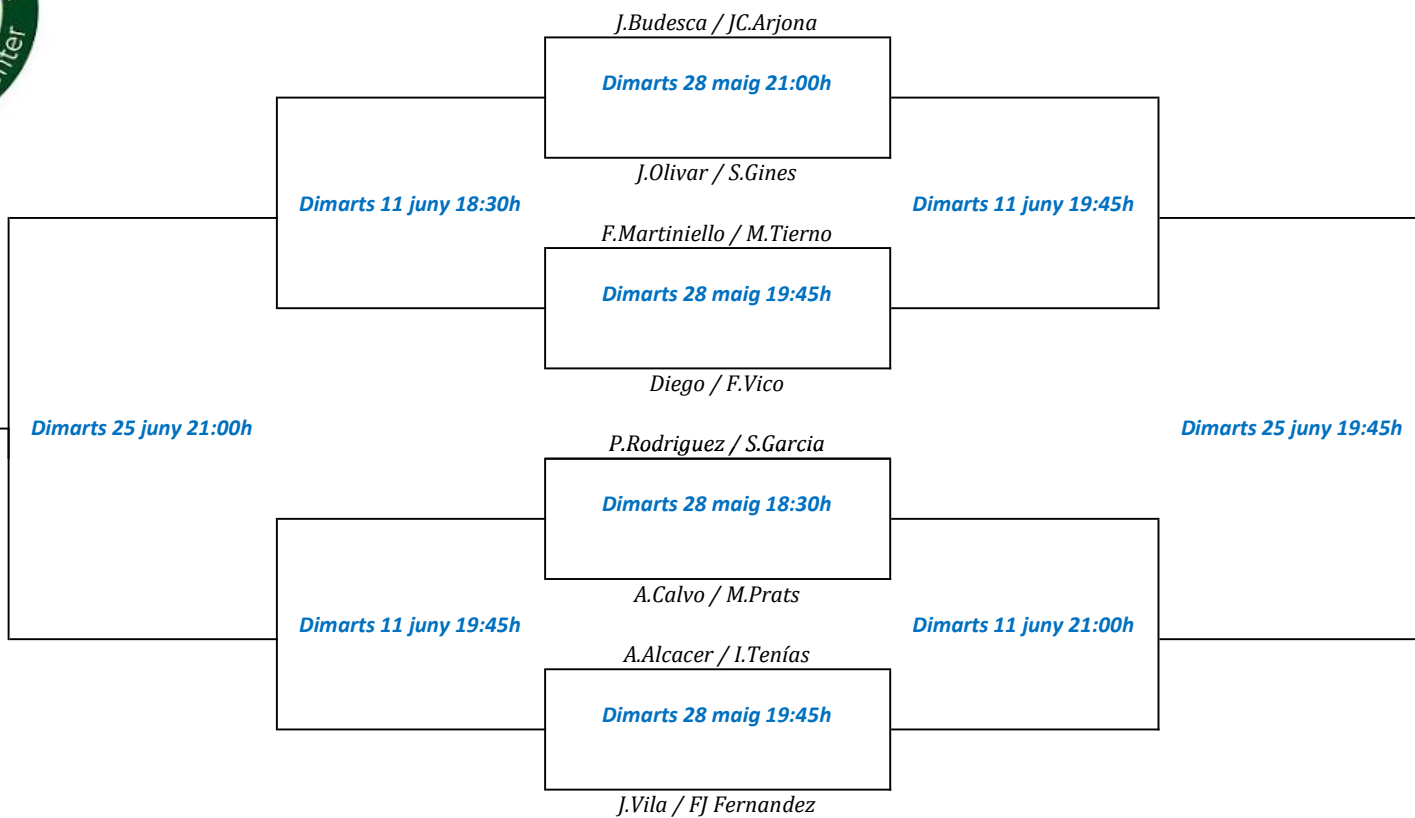 nter
J.Budesca / JC.Arjona
Dimarts 28 maig 21:00h
J.Olivar / S.Gines
Dimarts 11 juny 18:30h
Dimarts 11 juny 19:45h
F.Martiniello / M.Tierno
Dimarts 28 maig 19:45h
Diego / F.Vico
Dimarts 25 juny 21:00h
Dimarts 25 juny 19:45h
P.Rodriguez / S.Garcia
Dimarts 28 maig 18:30h
A.Calvo / M.Prats
Dimarts 11 juny 19:45h
Dimarts 11 juny 21:00h
A.Alcacer / I.Tenías
Dimarts 28 maig 19:45h
J.Vila / FJ Fernandez